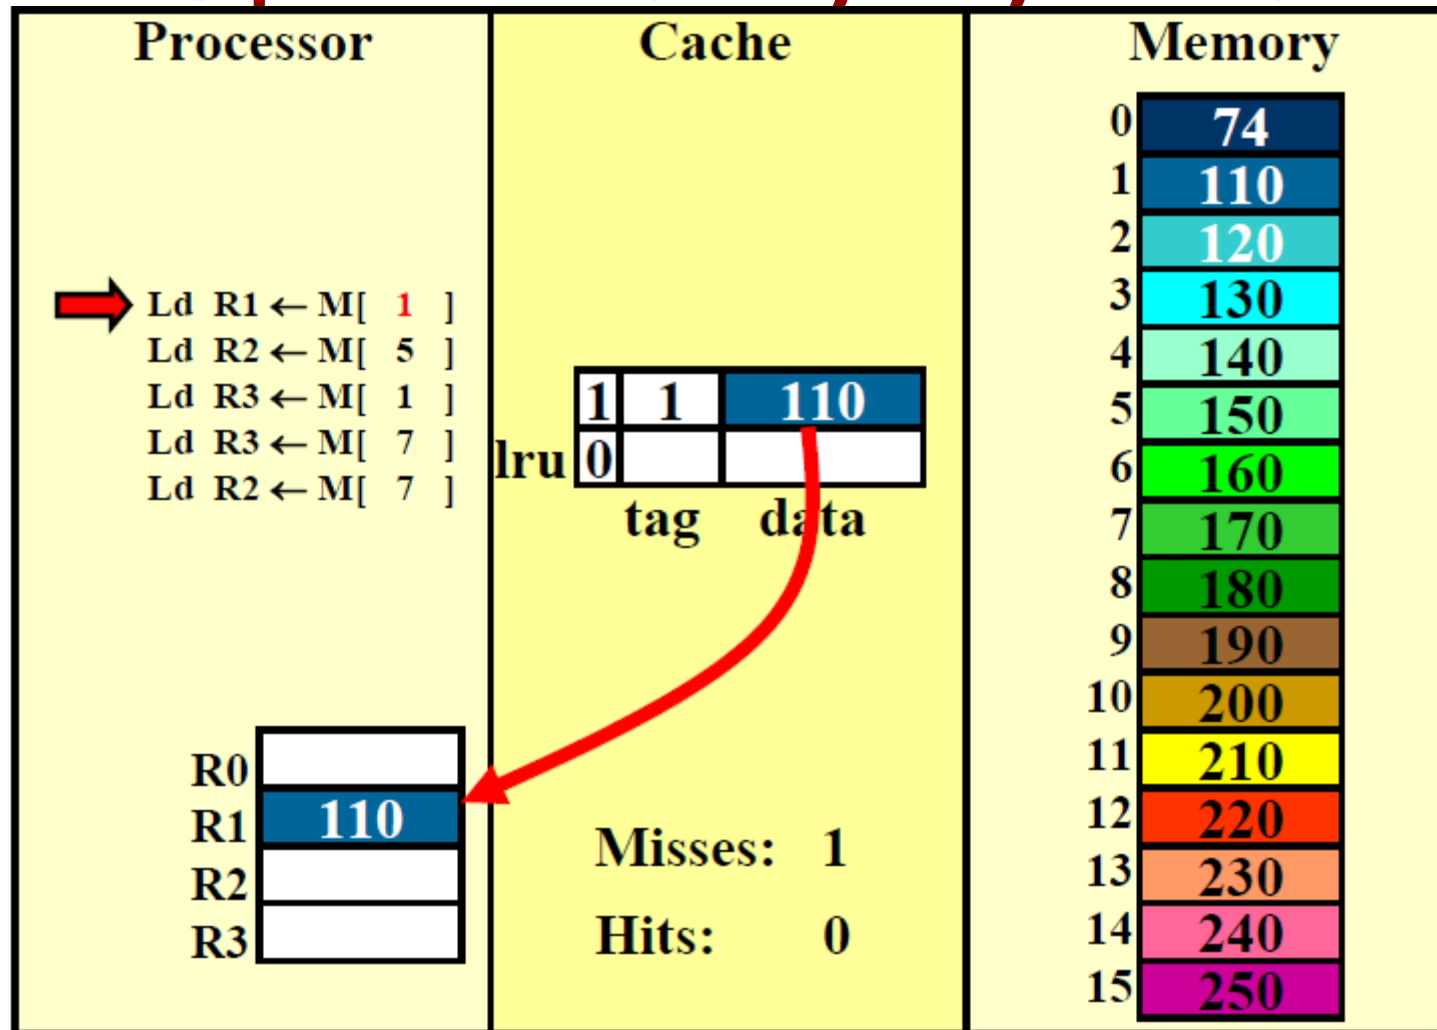 Processor
Ld R1 ← M[ 1 ]
Ld R2 ← M[ 5 ]
Ld R3 ← M[ 1 ]
Ld R3 ← M[ 7 ]
Ld R2 ← M[ 7 ]
R0
R1 110
R2
R3
Cache
1 1 110
lru 0
tag data
Misses: 1
Hits: 0
Memory
0 74
1 110
2 120
3 130
4 140
5 150
6 160
7 170
8 180
9 190
10 200
11 210
12 220
13 230
14 240
15 250